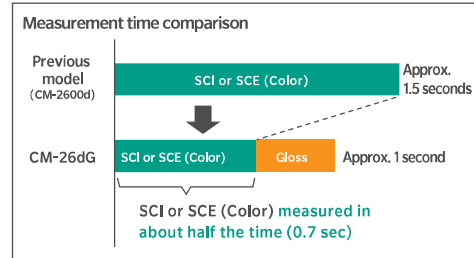 Measurement time comparison
Previous
model
(CM-2600d)
SCI or SCE (Color)
Approx.
1.5 seconds
CM-26dG
SCI or SCE (Color)
Gloss
Approx. 1 second
SCI or SCE (Color) measured in
about half the time (0.7 sec)